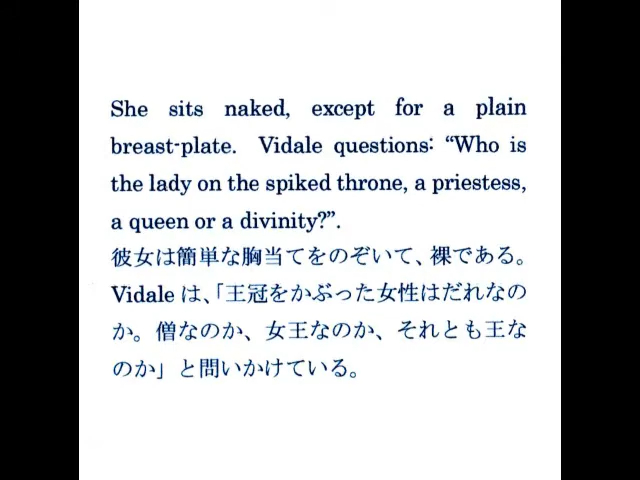 She sits naked, except for a plain
breast-plate. Vidale questions: “Who is
the lady on the spiked throne, a priestess,
a queen or a divinity?”.
彼女は簡単な胸当てをのぞいて、裸である。
Vidale は、「王冠をかぶった女性はだれなの
か。僧なのか、女王なのか、それとも王な
のか」と問いかけている。